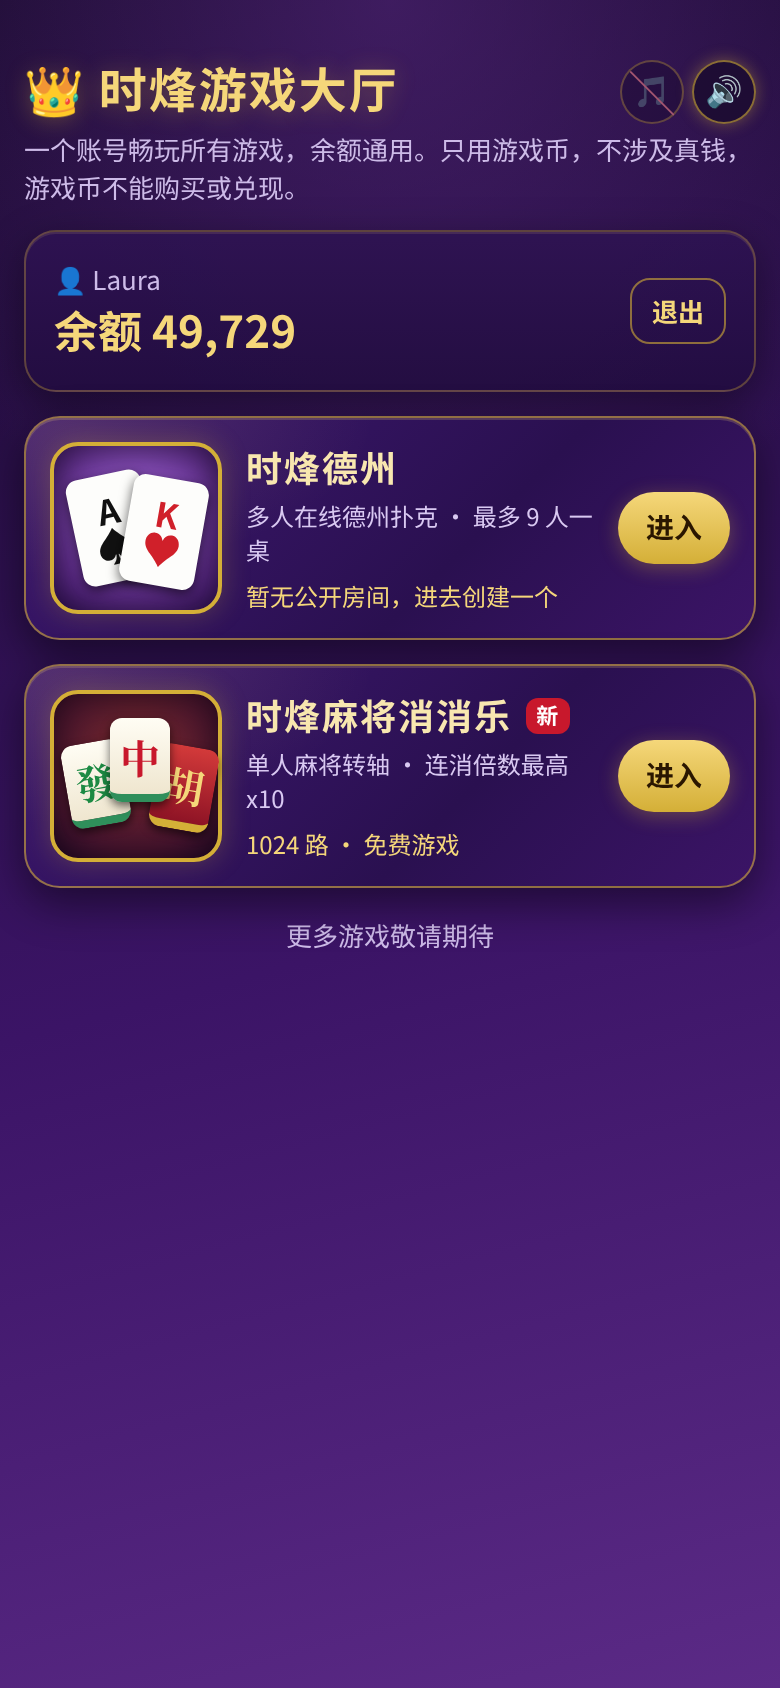 时烽游戏大厅
一个账号畅玩所有游戏，余额通用。只用游戏币，不涉及真钱，
游戏币不能购买或兑现。
Laura
余额 49,729
退出
A
K
时烽德州
多人在线德州扑克 · 最多 9 人一
桌
暂无公开房间，进去创建一个
进入
發
中
胡
时烽麻将消消乐 新
单人麻将转轴 · 连消倍数最高
x10
1024 路 · 免费游戏
进入
更多游戏敬请期待